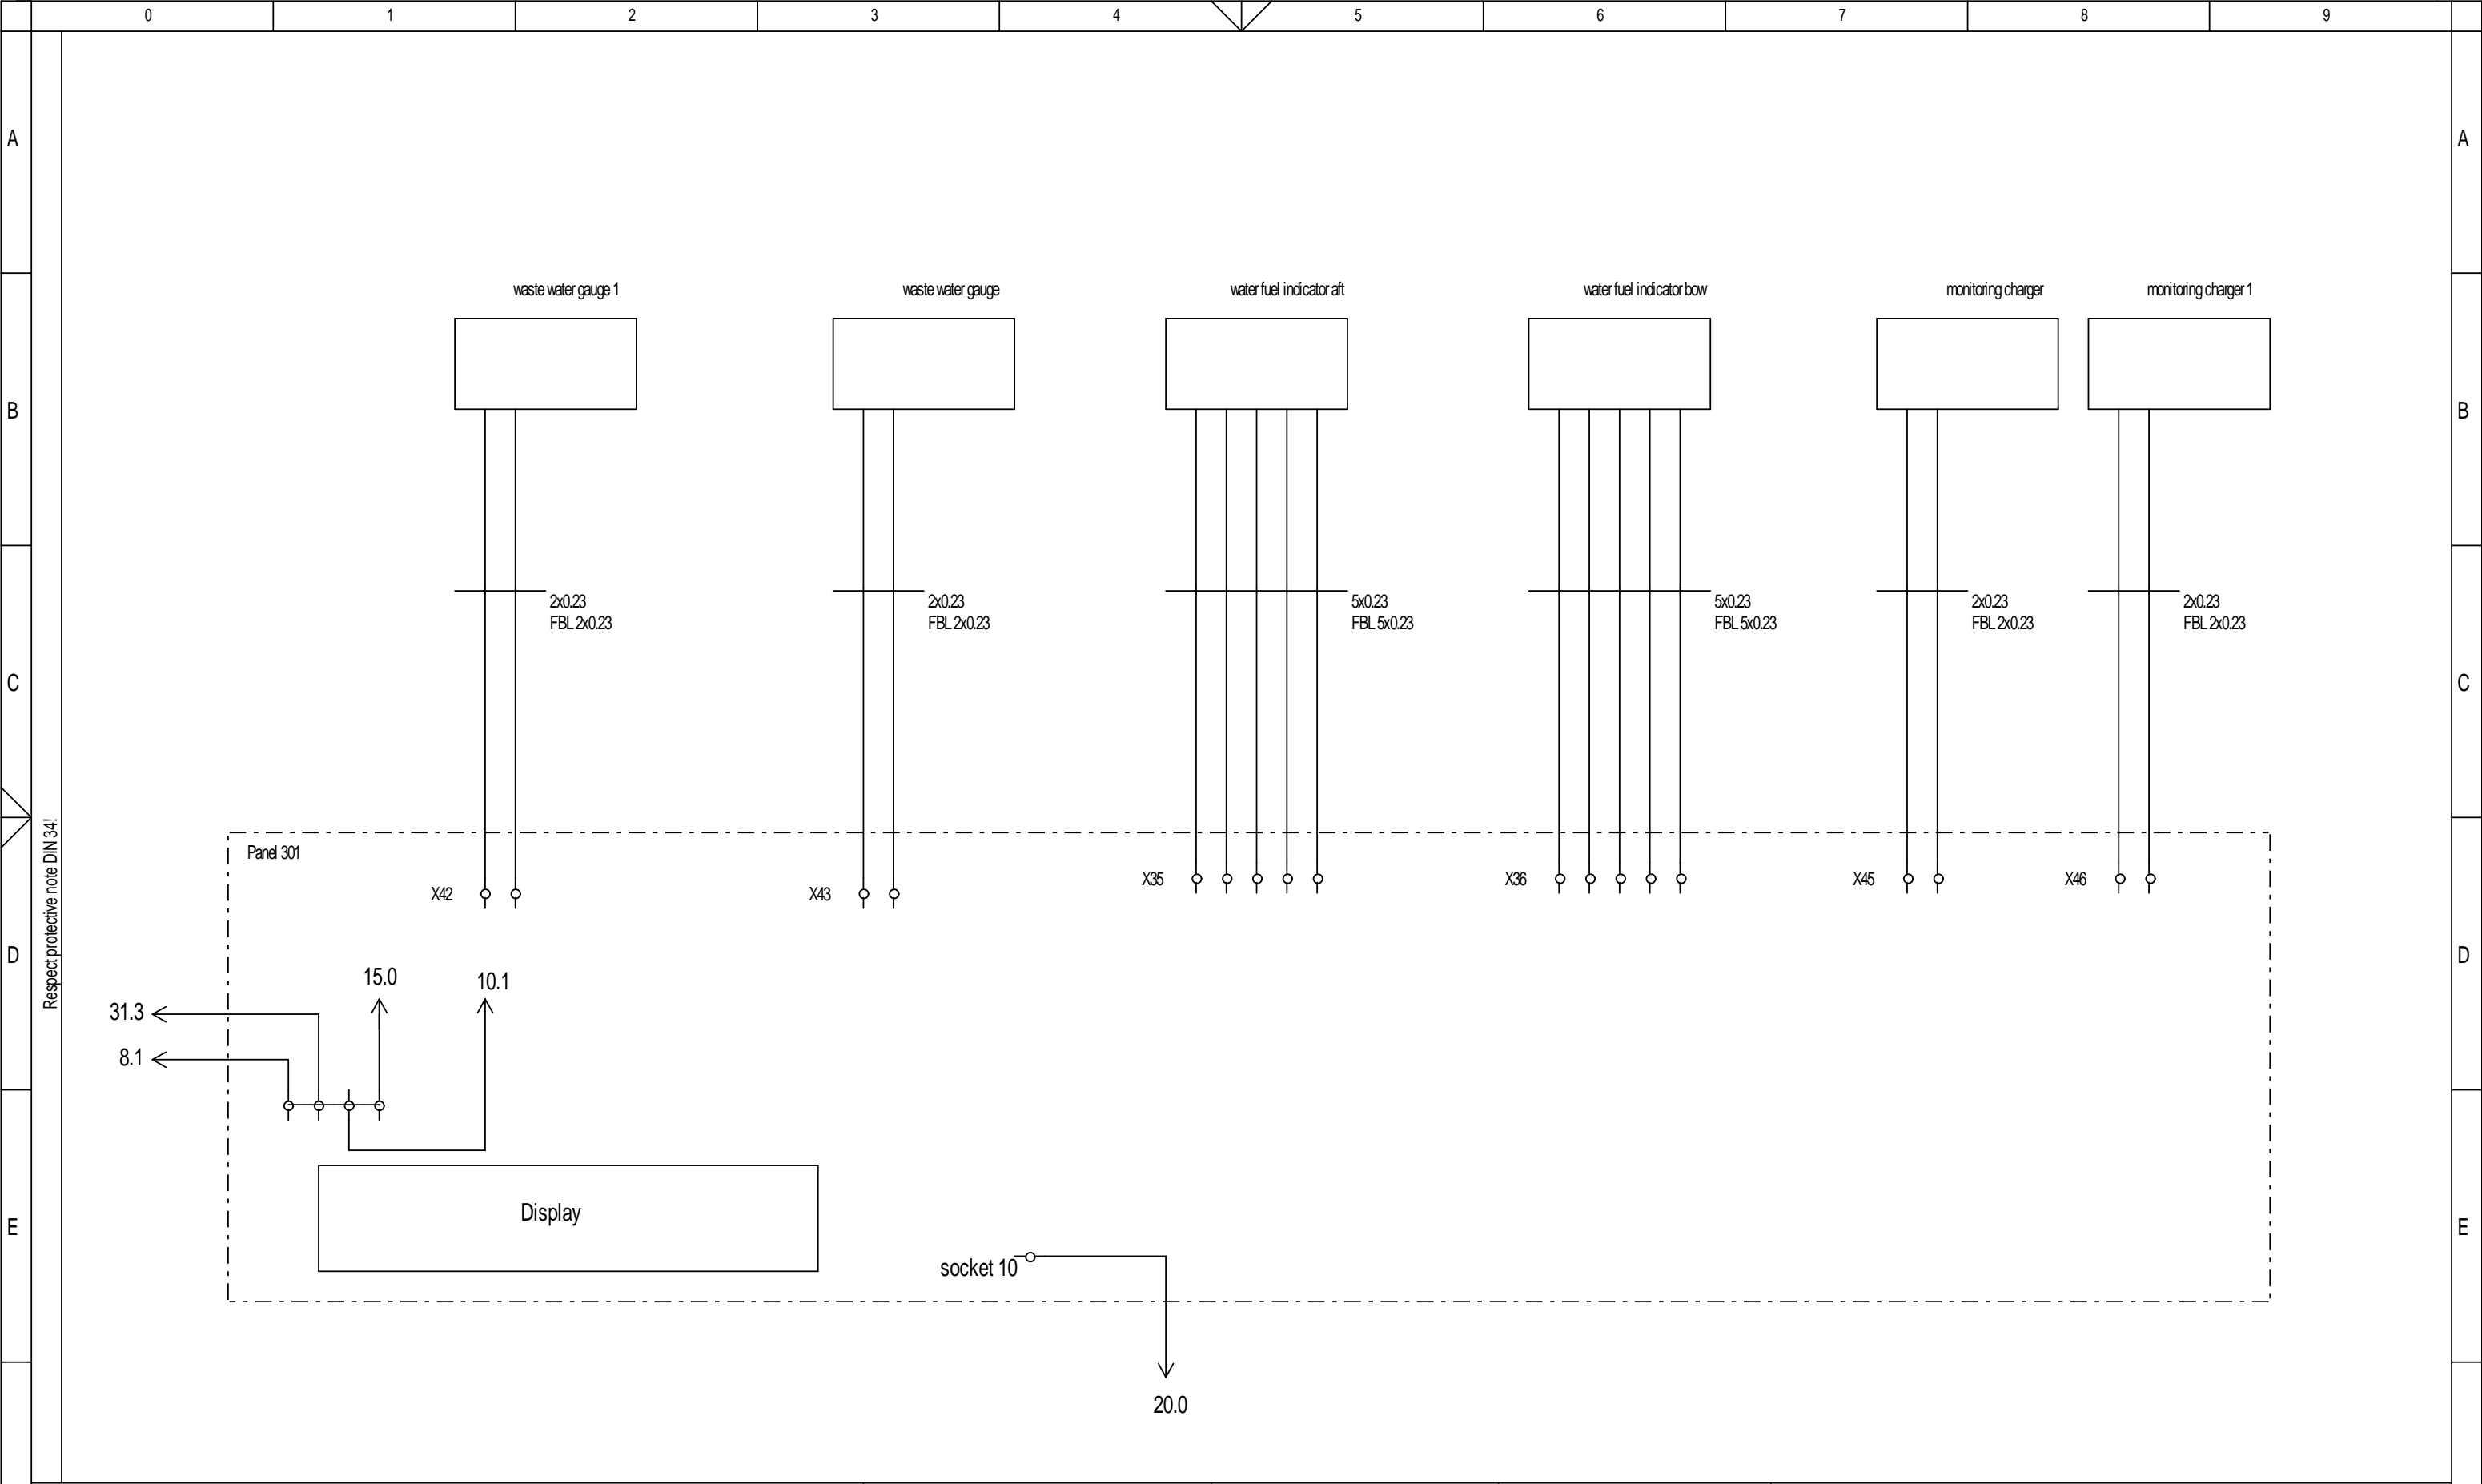 0 1 2 3 4 5 6 7 8 9
A A
waste water gauge 1
waste water gauge
water fuel indicator aft
water fuel indicator bow
monitoring charger
monitoring charger 1
B B
2x0.23
FBL 2x0.23
2x0.23
FBL 2x0.23
5x0.23
FBL 5x0.23
5x0.23
FBL 5x0.23
2x0.23
FBL 2x0.23
2x0.23
FBL 2x0.23
C C
Respect protective note DIN 34!
Panel 301
X42
X43
X35
X36
X45
X46
D D
15.0
10.1
31.3
8.1
E E
Display
socket 10
20.0